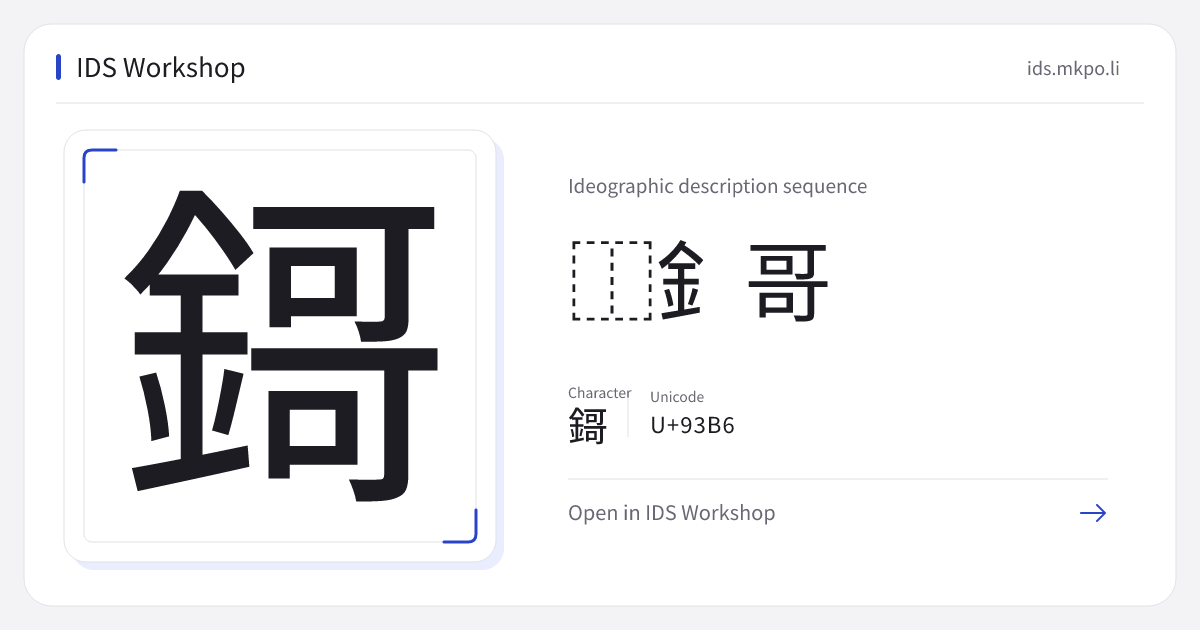 IDS Workshop
ids.mkpo.li
鎶
Ideographic description sequence
⿰釒哥
Character
鎶
Unicode
U+93B6
Open in IDS Workshop →